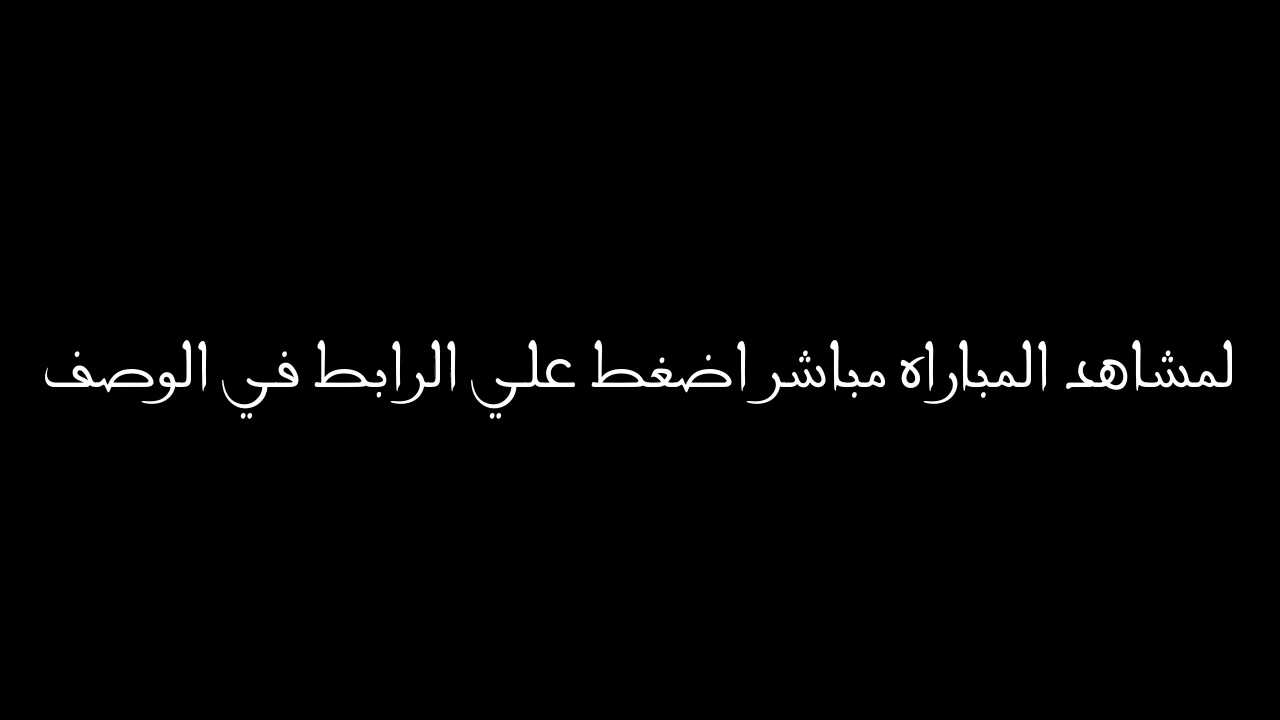 لمشاهد المباراه مباشر اضغط علي الرابط في الوصف